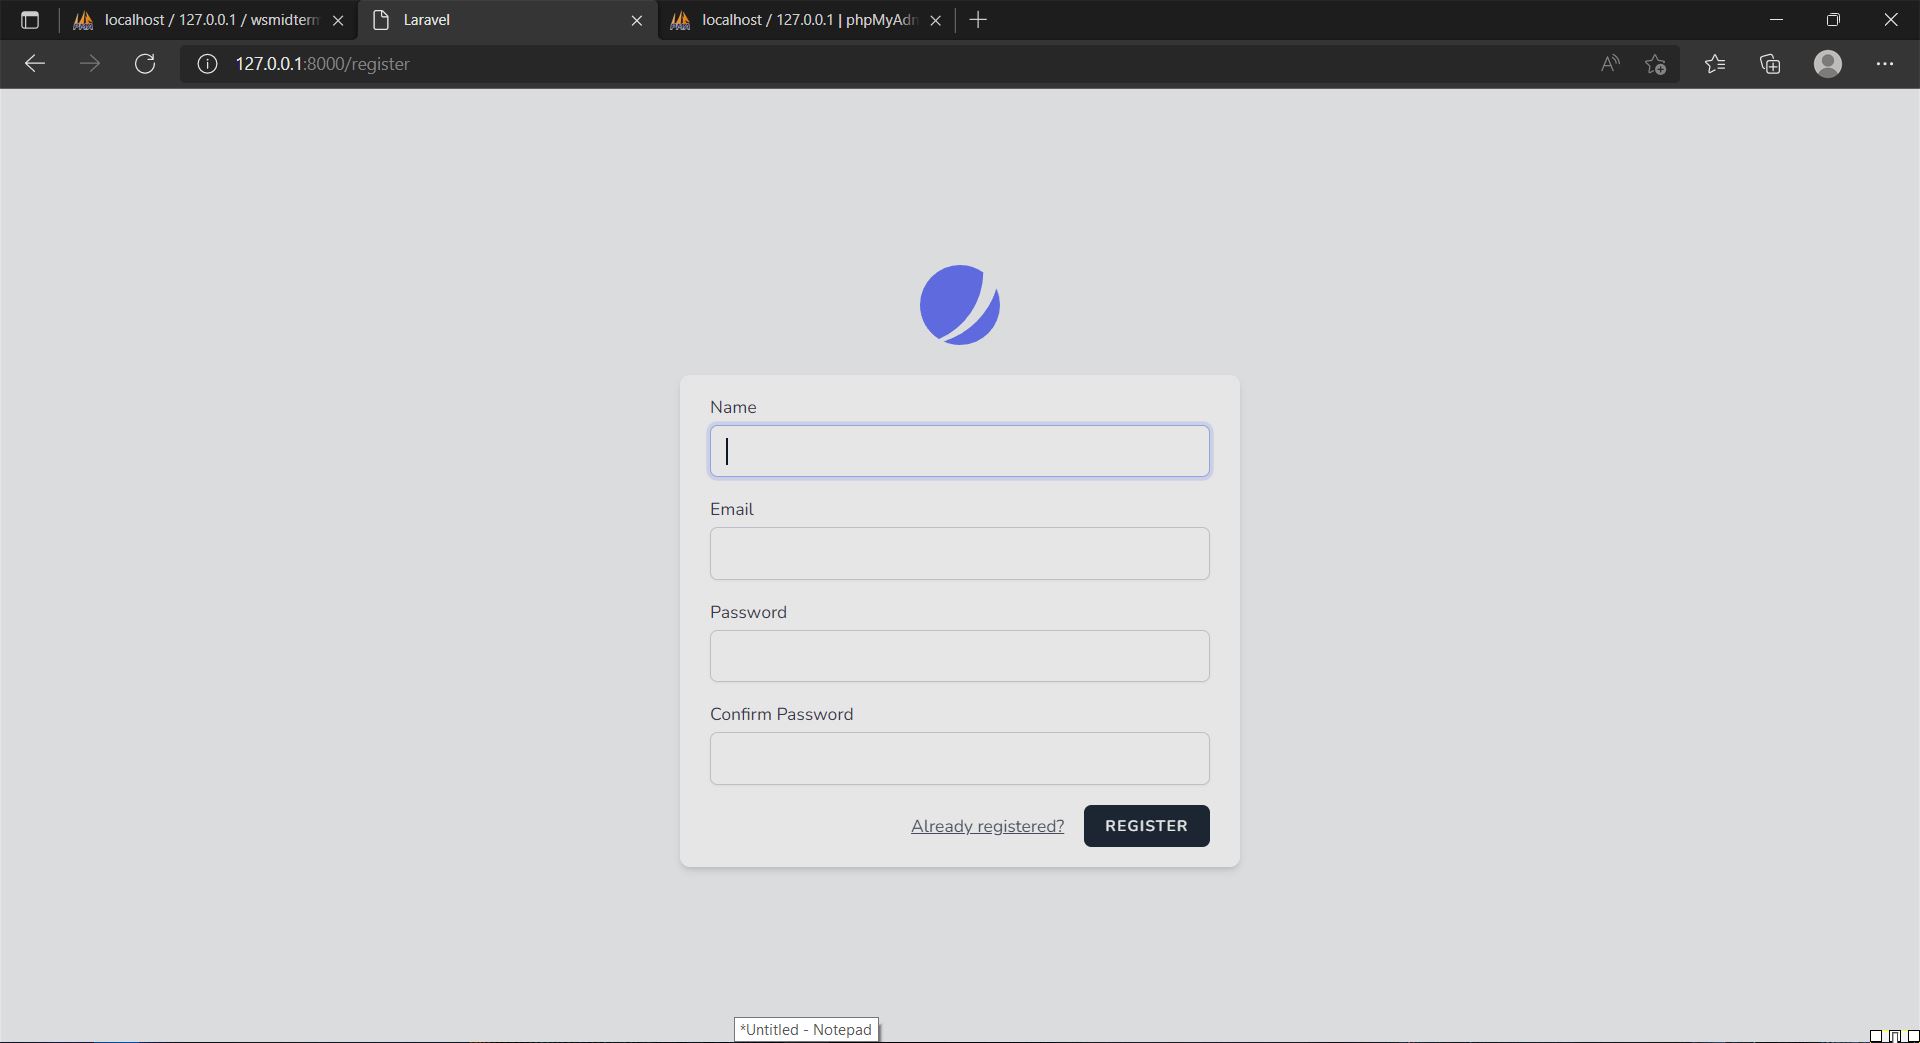 localhost / 127.0.0.1 / wsmidterm
Laravel
localhost / 127.0.0.1 | phpMyAdm
127.0.0.1:8000/register
Name
Email
Password
Confirm Password
Already registered?
REGISTER
*Untitled - Notepad